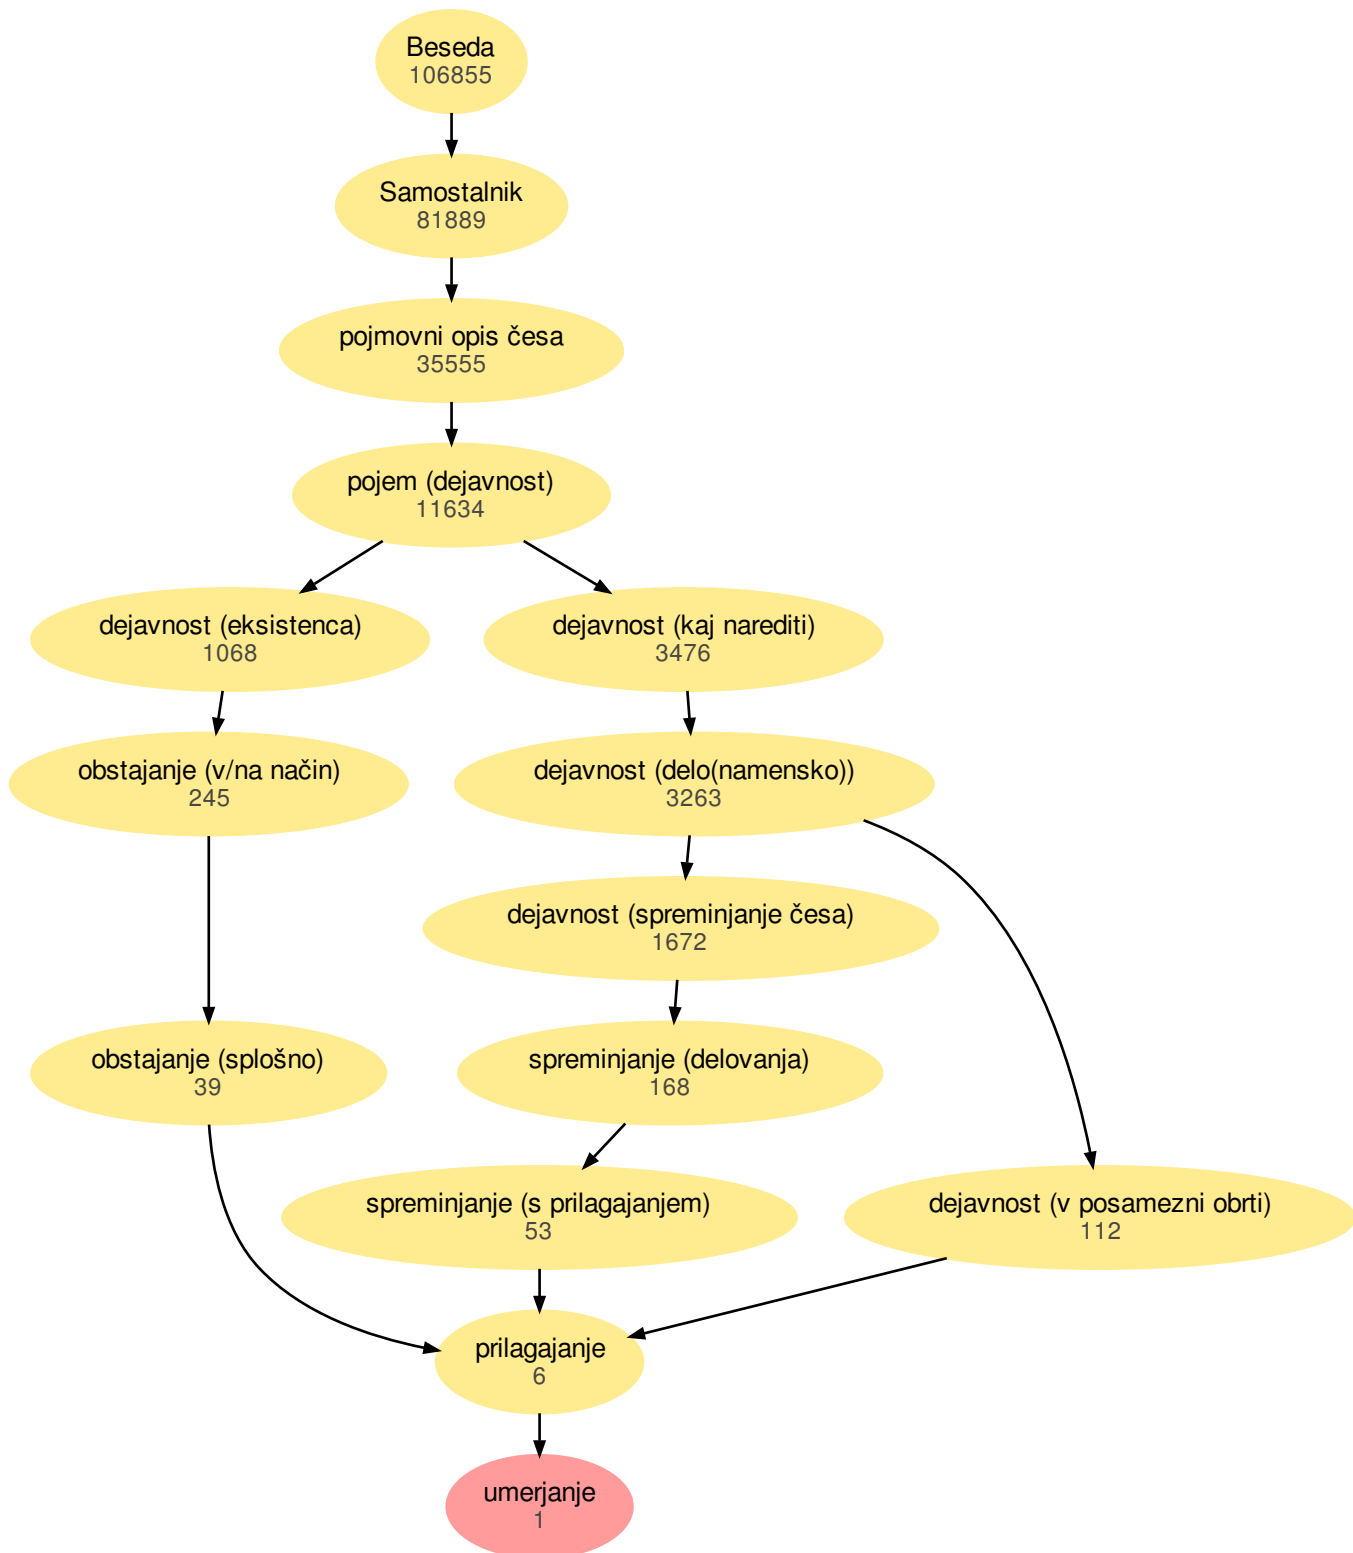 Beseda
106855
Samostalnik
81889
pojmovni opis česa
35555
pojem (dejavnost)
11634
dejavnost (eksistenca)
1068
dejavnost (kaj narediti)
3476
obstajanje (v/na način)
245
dejavnost (delo(namensko))
3263
dejavnost (spreminjanje česa)
1672
obstajanje (splošno)
39
spreminjanje (delovanja)
168
spreminjanje (s prilagajanjem)
53
dejavnost (v posamezni obrti)
112
prilagajanje
6
umerjanje
1